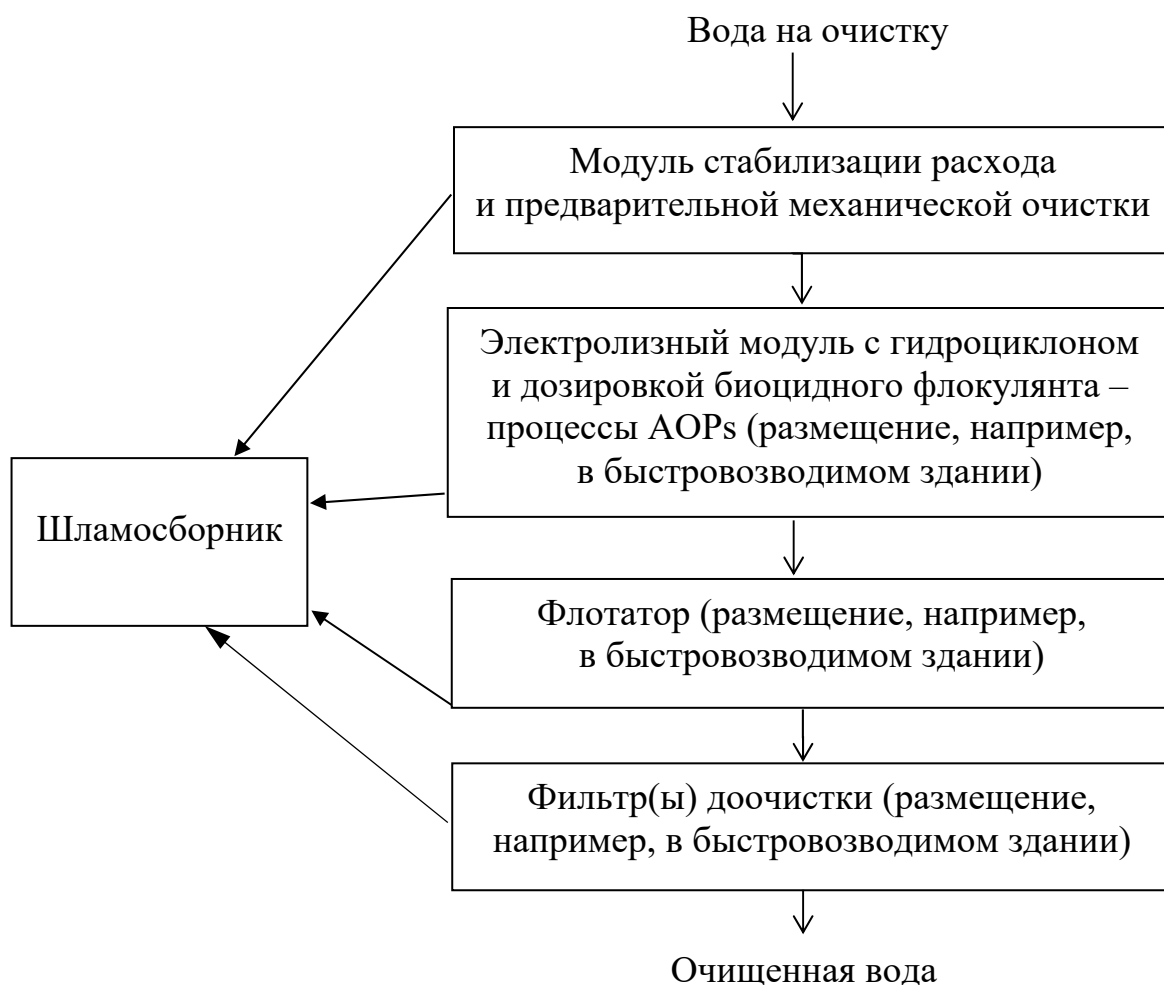 Вода на очистку
Модуль стабилизации расхода
и предварительной механической очистки
Электролизный модуль с гидроциклоном
и дозировкой биоцидного флокулянта –
процессы AOPs (размещение, например,
в быстровозводимом здании)
Шламосборник
Флотатор (размещение, например,
в быстровозводимом здании)
Фильтр(ы) доочистки (размещение,
например, в быстровозводимом здании)
Очищенная вода